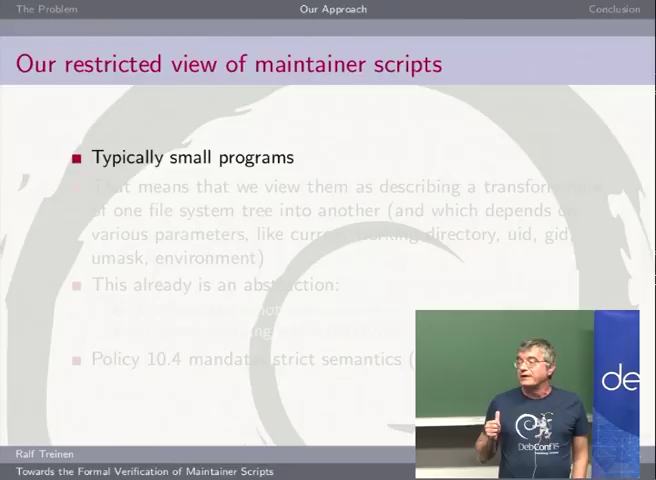 The Problem
Our Approach
Conclusion
Our restricted view of maintainer scripts
Typically small programs
That means that we view them as describing a
of one file system tree into another (and which depends on
various parameters, like current working directory, uid, gid,
umask, environment)
This already is an abstraction:
Policy 10.4 mandates strict semantics (
de
DebConf15
Ralf Treinen
Towards the Formal Verification of Maintainer Scripts